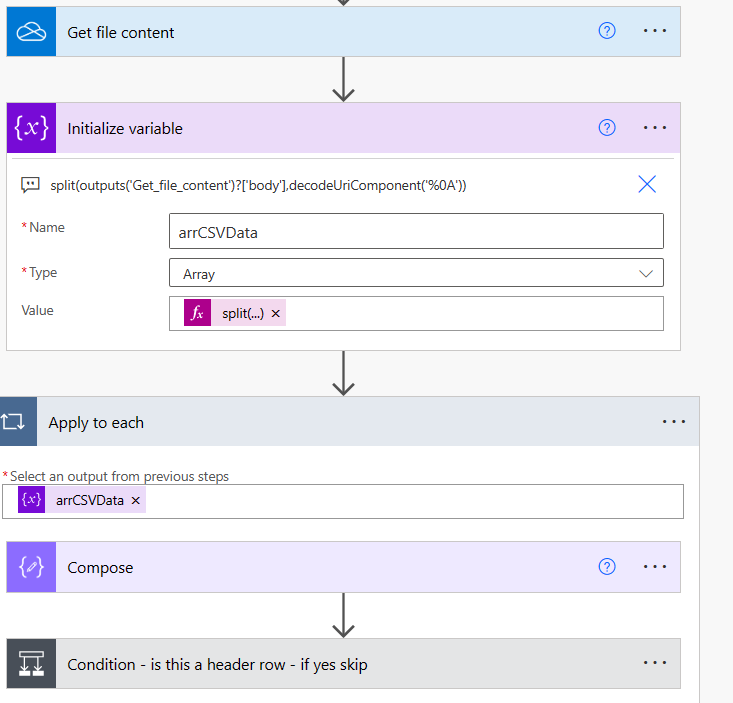 Get file content
?
...
{x}
Initialize variable
?
...
split(outputs('Get_file_content')?['body'],decodeUriComponent('%0A'))
*Name
arrCSVData
*Type
Array
Value
fx split(...) ×
Apply to each
...
*Select an output from previous steps
{x} arrCSVData ×
Compose
?
...
Condition - is this a header row - if yes skip
...